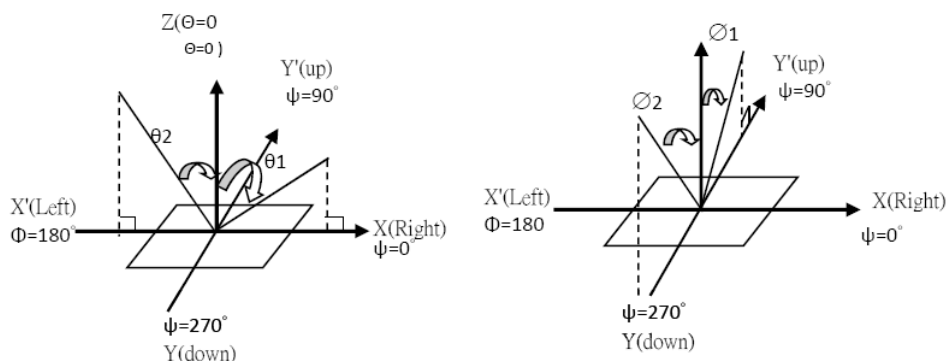 Z(Θ=0
Θ=0 )
Y'(up)
ψ=90°
θ2
θ1
X'(Left)
Φ=180°
X(Right)
ψ=0°
ψ=270°
Y(down)
∅1
Y'(up)
ψ=90°
∅2
X'(Left)
Φ=180
X(Right)
ψ=0°
ψ=270°
Y(down)